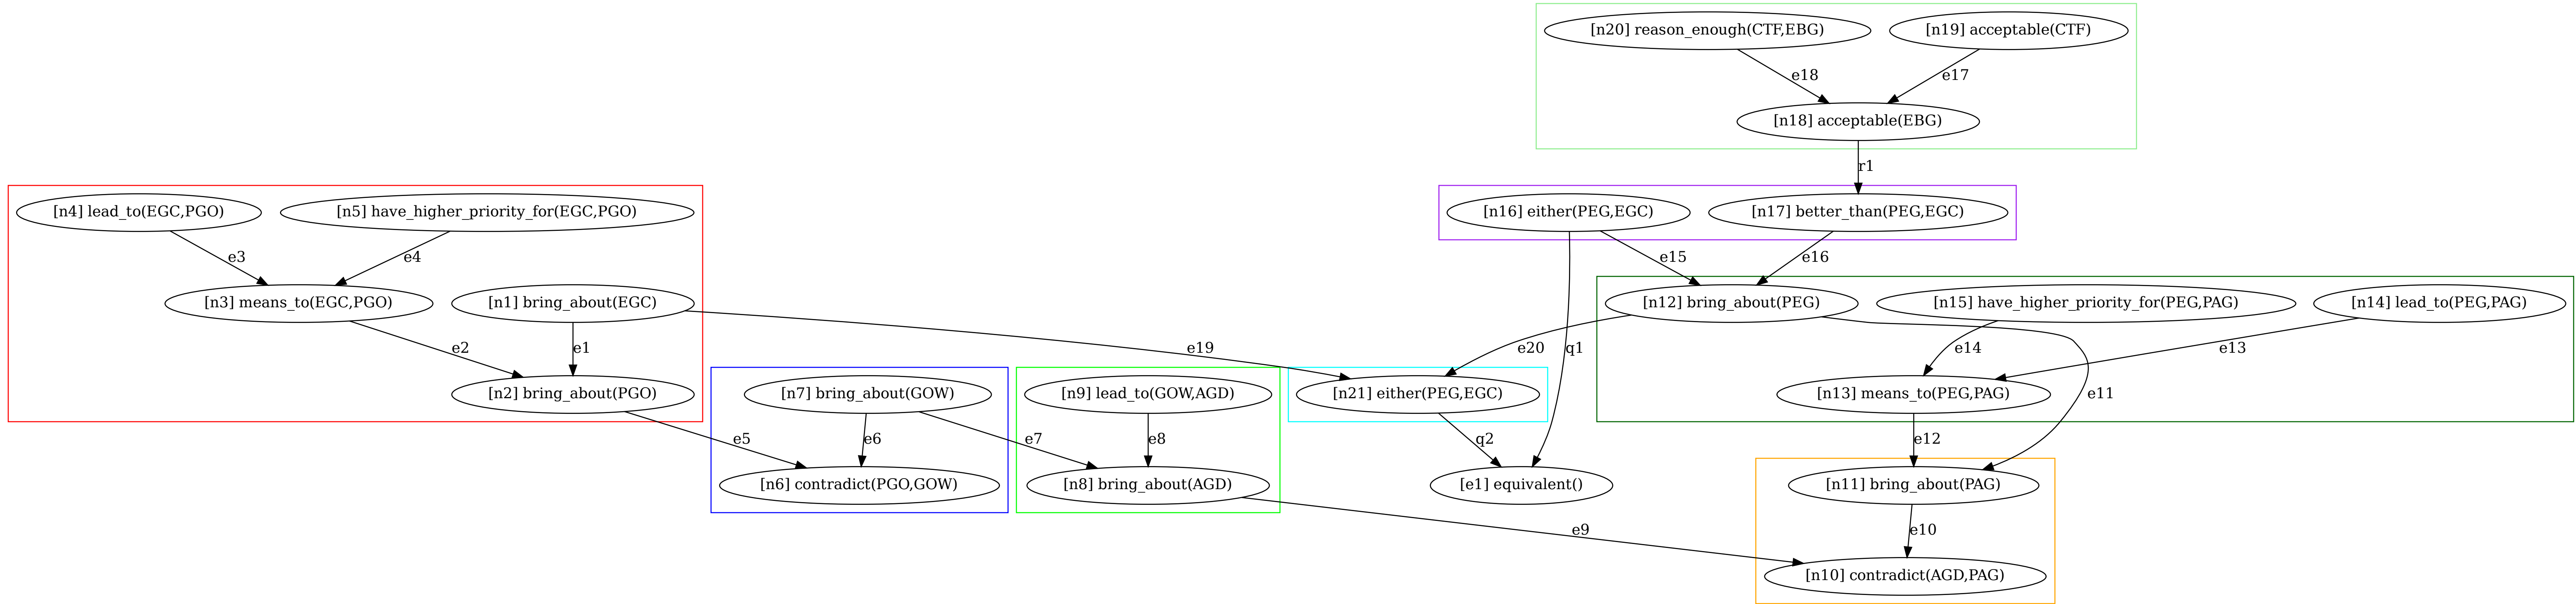 [n20] reason_enough(CTF,EBG)
[n19] acceptable(CTF)
e18
e17
[n18] acceptable(EBG)
r1
[n4] lead_to(EGC,PGO)
[n5] have_higher_priority_for(EGC,PGO)
[n16] either(PEG,EGC)
[n17] better_than(PEG,EGC)
e3
e4
e15
e16
[n3] means_to(EGC,PGO)
[n1] bring_about(EGC)
[n12] bring_about(PEG)
[n15] have_higher_priority_for(PEG,PAG)
[n14] lead_to(PEG,PAG)
e2
e1
e19
e20
q1
e14
e13
[n2] bring_about(PGO)
[n7] bring_about(GOW)
[n9] lead_to(GOW,AGD)
[n21] either(PEG,EGC)
[n13] means_to(PEG,PAG)
e11
e5
e6
e7
e8
q2
e12
[n6] contradict(PGO,GOW)
[n8] bring_about(AGD)
[e1] equivalent()
[n11] bring_about(PAG)
e9
e10
[n10] contradict(AGD,PAG)